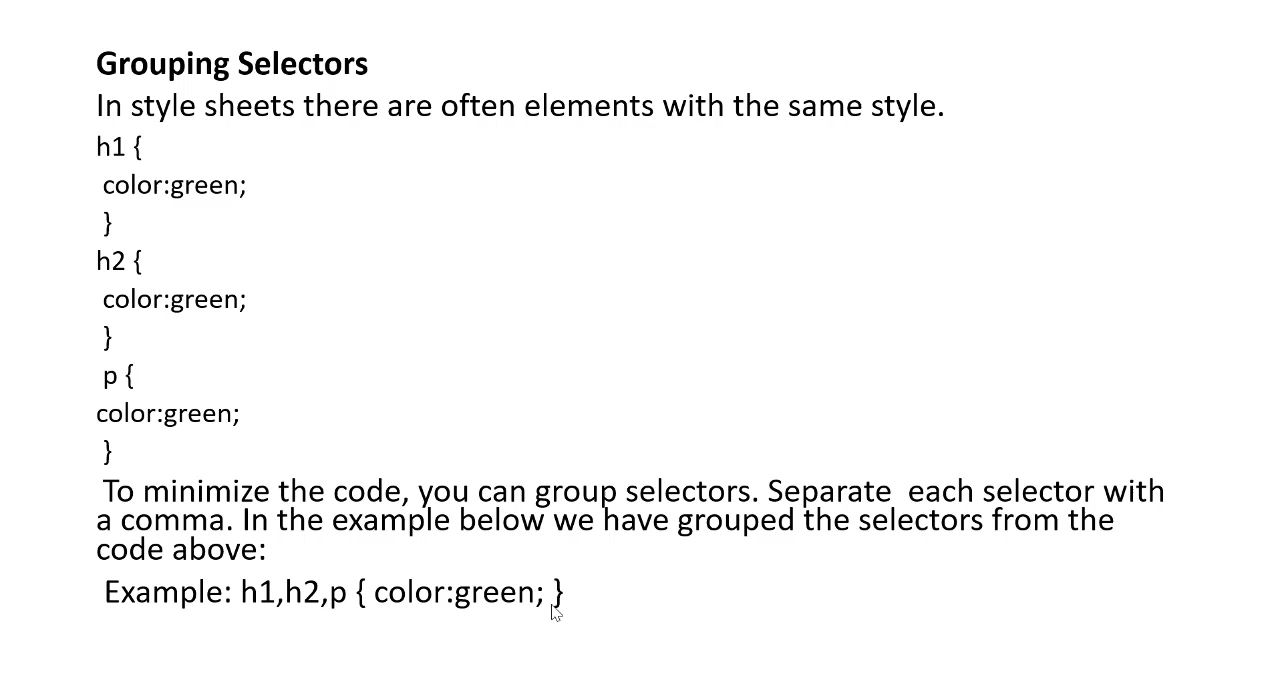 Grouping Selectors
In style sheets there are often elements with the same style.
h1 {
color:green;
}
h2 {
color:green;
}
p {
color:green;
}
To minimize the code, you can group selectors. Separate  each selector with
a comma. In the example below we have grouped the selectors from the
code above:
Example: h1,h2,p { color:green; }